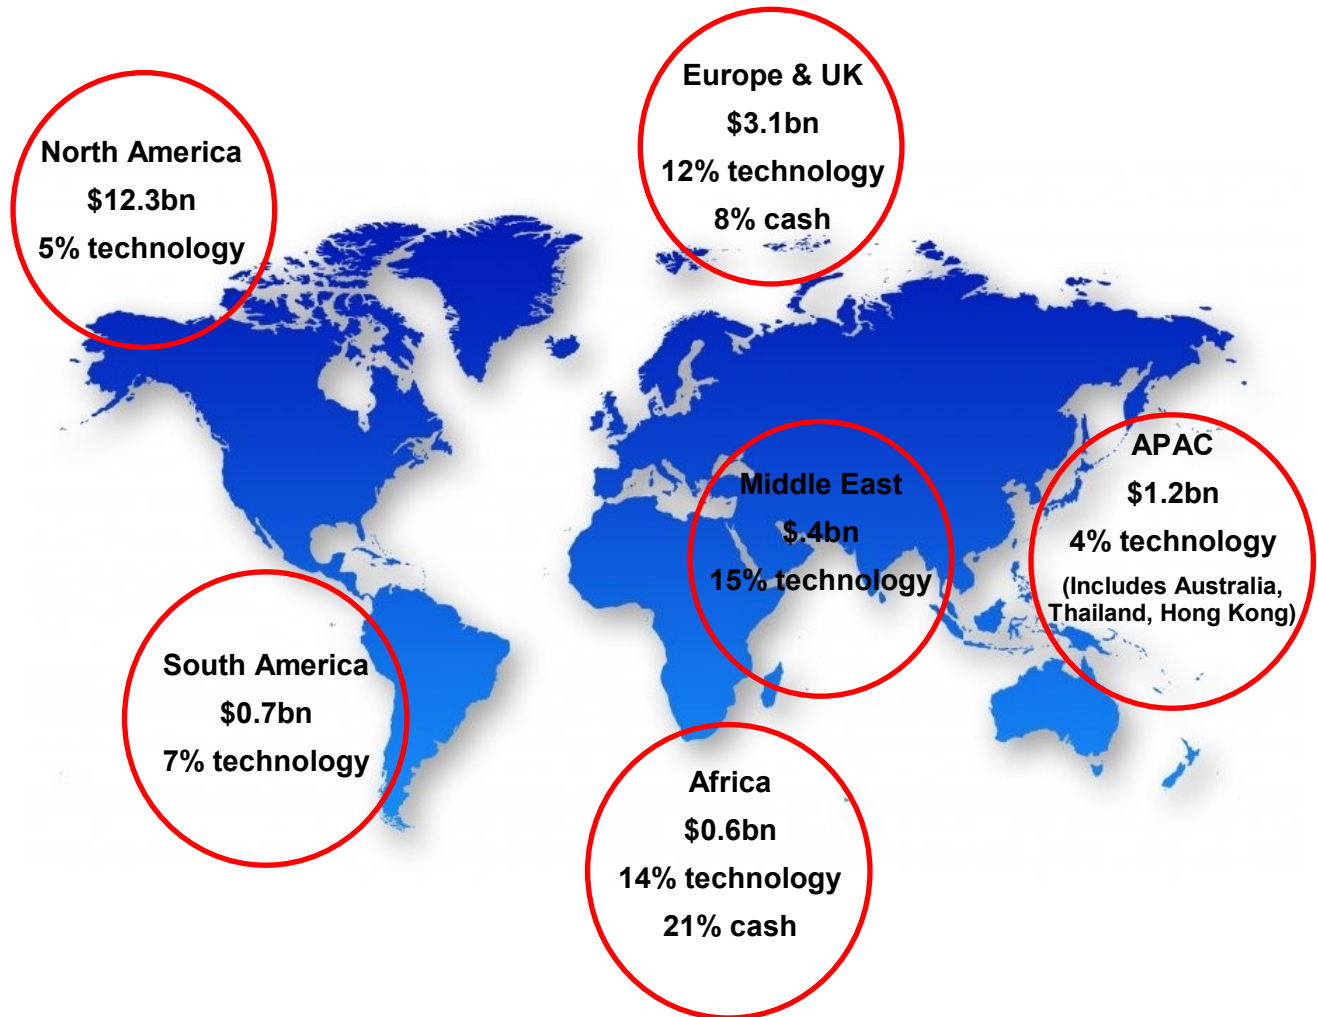 Europe & UK
$3.1bn
12% technology
8% cash
North America
$12.3bn
5% technology
APAC
$1.2bn
4% technology
(Includes Australia,
Thailand, Hong Kong)
Middle East
$.4bn
15% technology
South America
$0.7bn
7% technology
Africa
$0.6bn
14% technology
21% cash